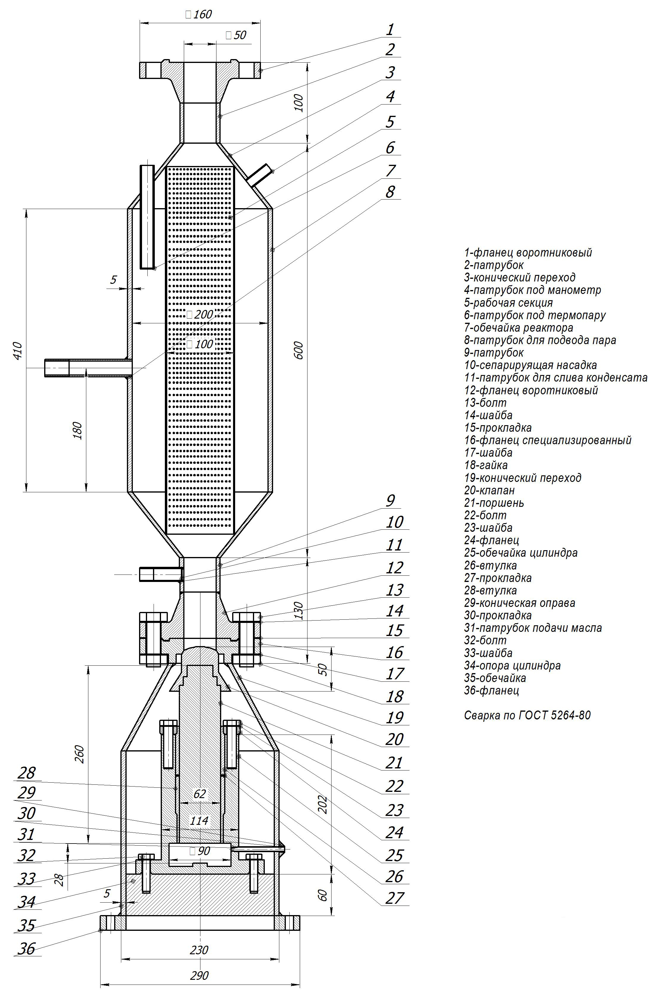 ⌀160
⌀50
1
2
3
4
5
6
7
8
100
5
⌀200
⌀100
600
410
180
1-фланец воротниковый
2-патрубок
3-конический переход
4-патрубок под манометр
5-рабочая секция
6-патрубок под термопару
7-обечайка реактора
8-патрубок для подвода пара
9-патрубок
10-сепарируящая насадка
11-патрубок для слива конденсата
12-фланец воротниковый
13-болт
14-шайба
15-прокладка
16-фланец специализированный
17-шайба
18-гайка
19-конический переход
20-клапан
21-поршень
22-болт
23-шайба
24-фланец
25-обечайка цилиндра
26-втулка
27-прокладка
28-втулка
29-коническая оправа
30-прокладка
31-патрубок подачи масла
32-болт
33-шайба
34-опора цилиндра
35-обечайка
36-фланец
Сварка по ГОСТ 5264-80
9
10
11
12
13
14
15
16
17
18
19
20
21
22
23
24
25
26
27
130
50
260
202
62
114
⌀90
28
5
60
28
29
30
31
32
33
34
35
36
230
290